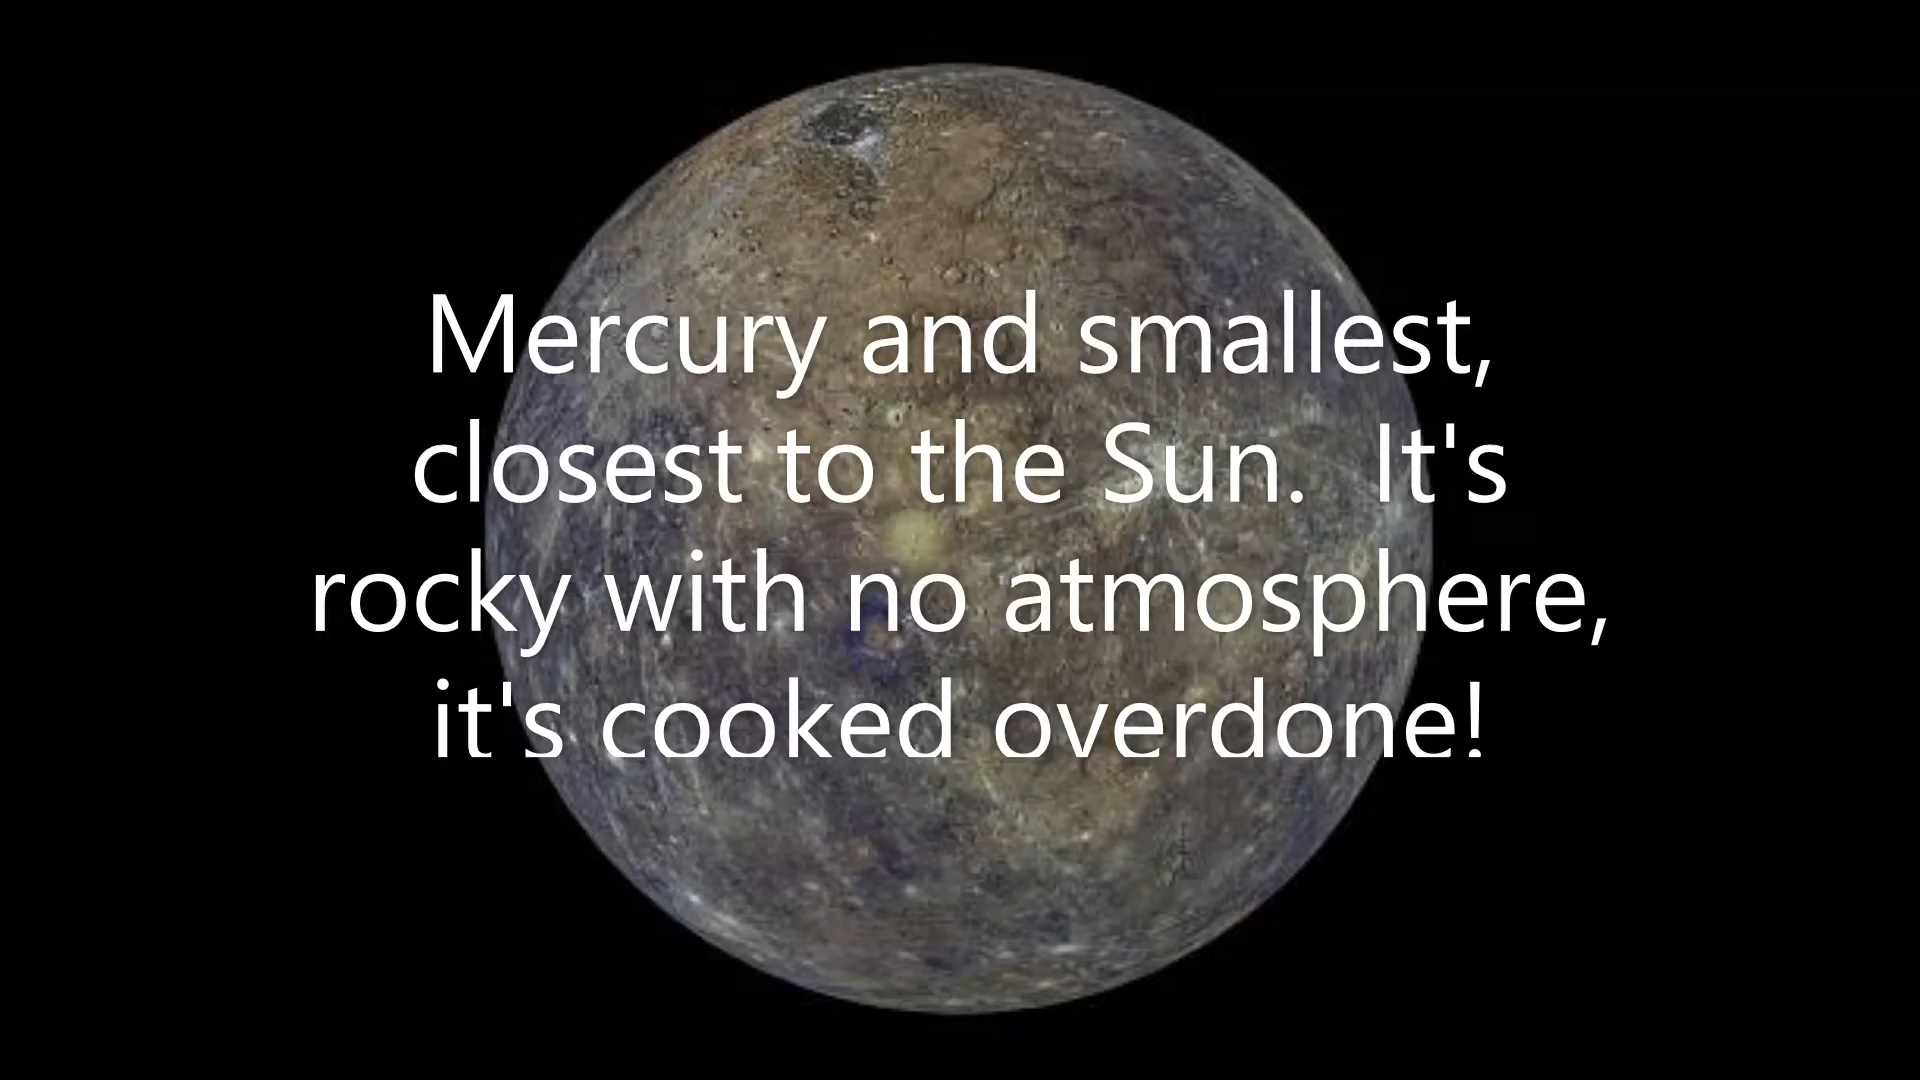 Mercury and smallest,
closest to the Sun.  It's
rocky with no atmosphere,
it's cooked overdone!